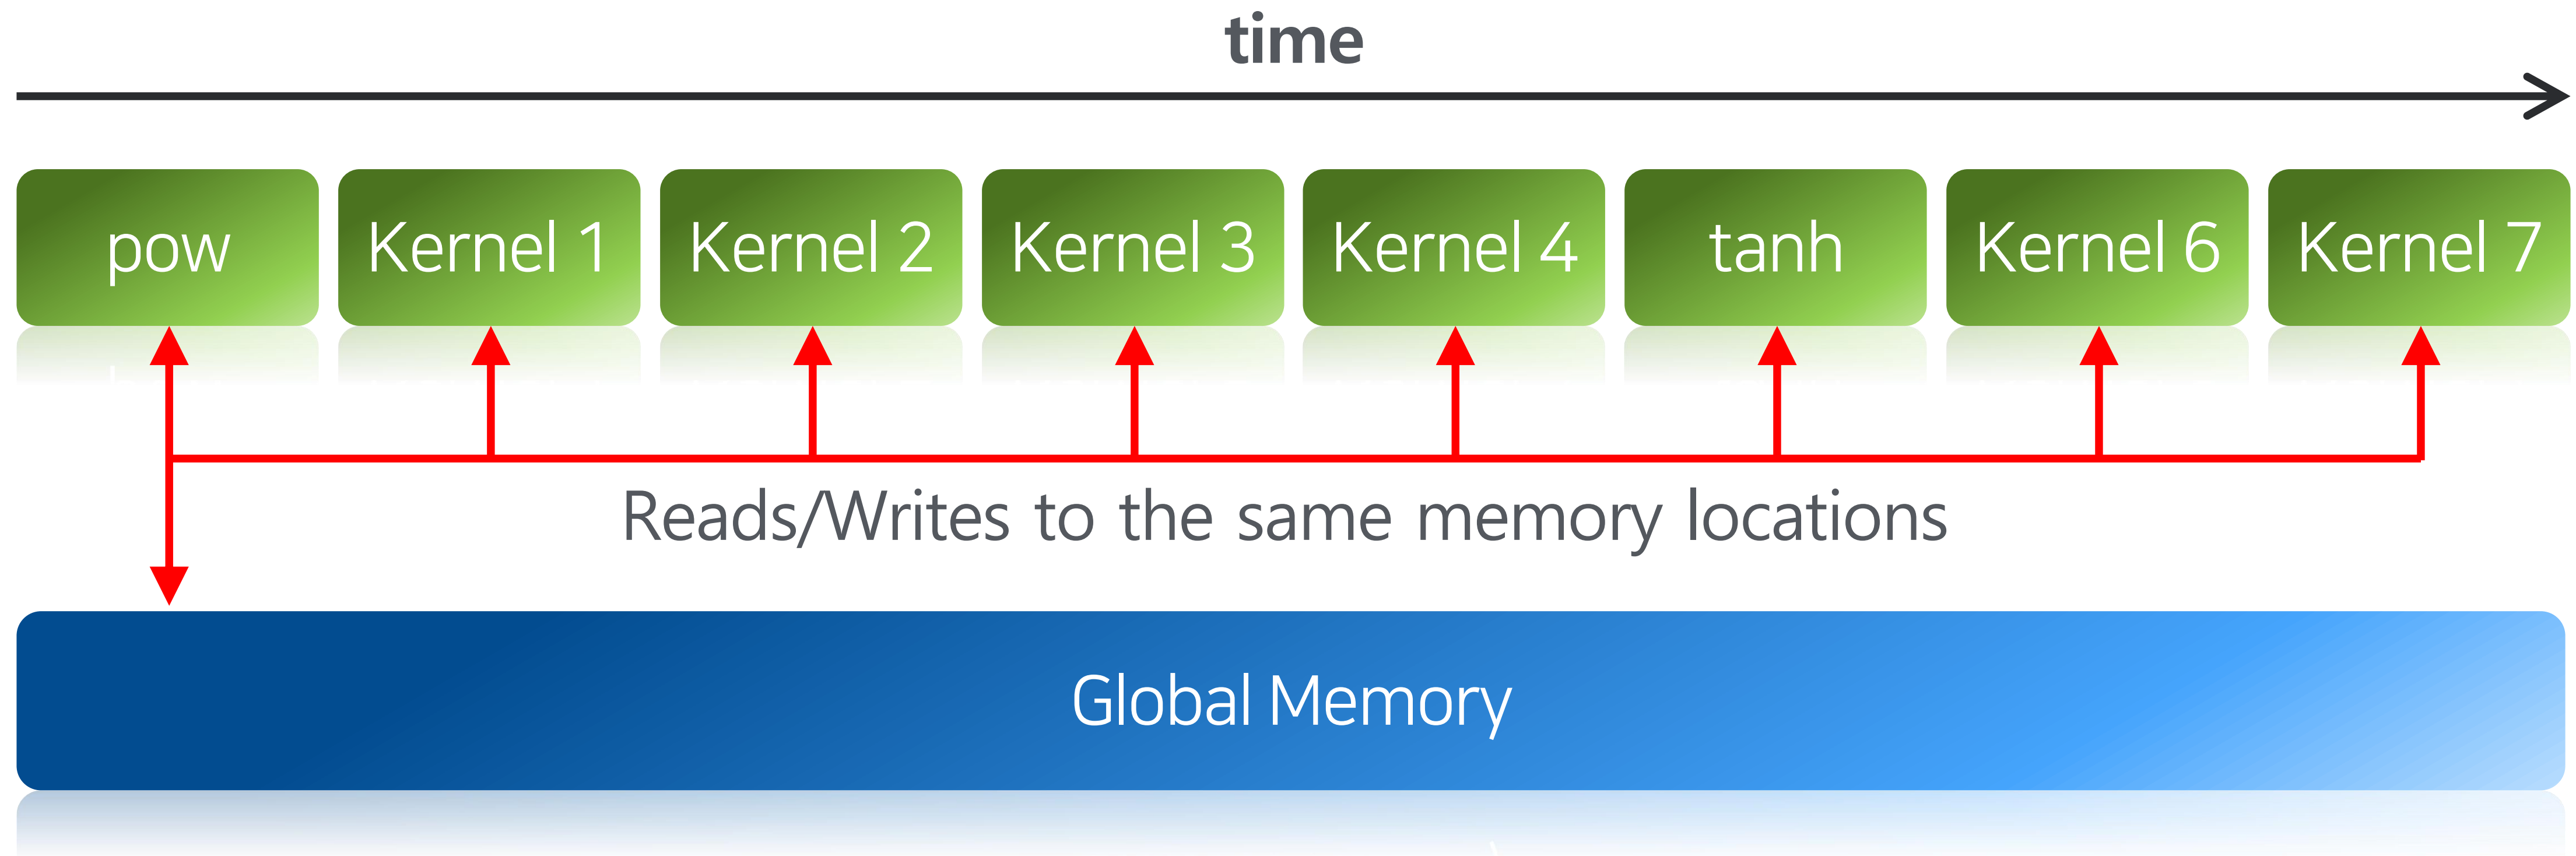 time
pow
Kernel 1
Kernel 2
Kernel 3
Kernel 4
tanh
Kernel 6
Kernel 7
Reads/Writes to the same memory locations
Global Memory